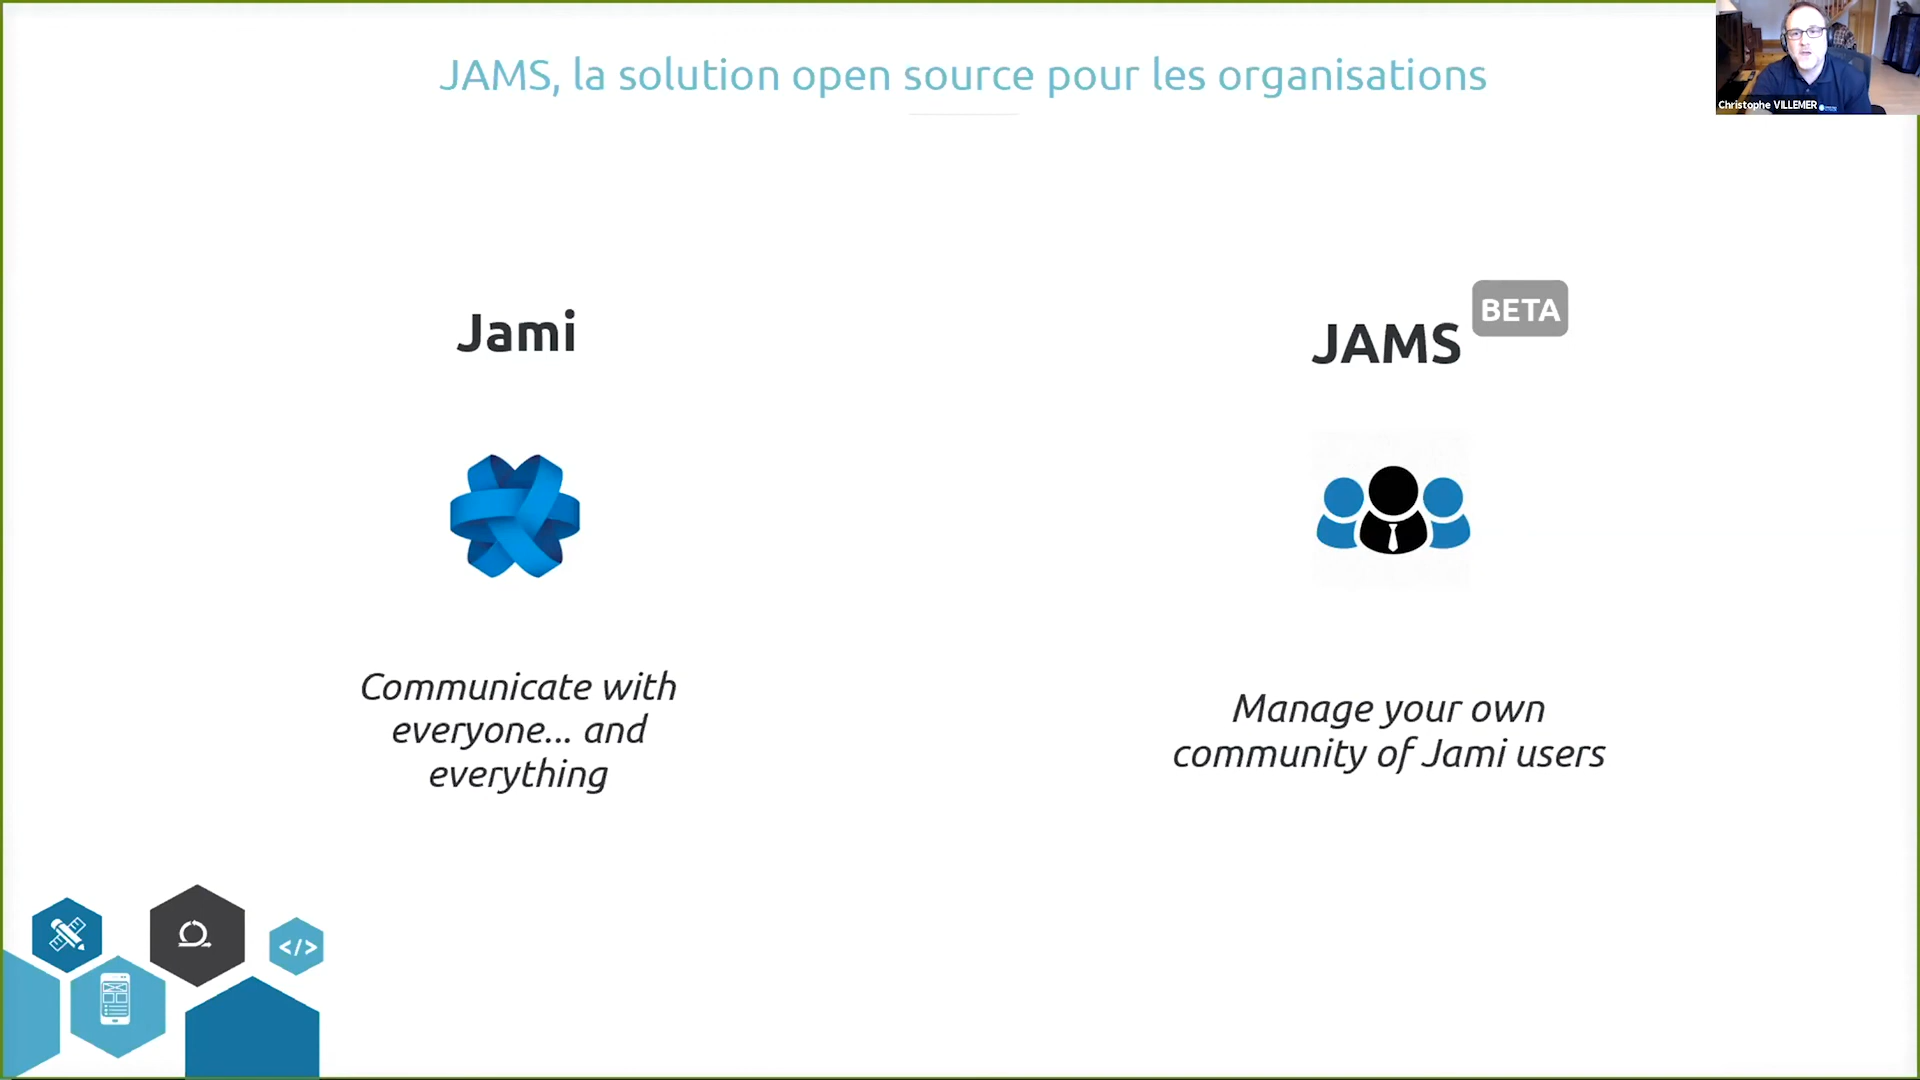 JAMS, la solution open source pour les organisations
Christophe VILLEMER
Jami
JAMS
BETA
Communicate with
everyone... and
everything
Manage your own
community of Jami users
</>